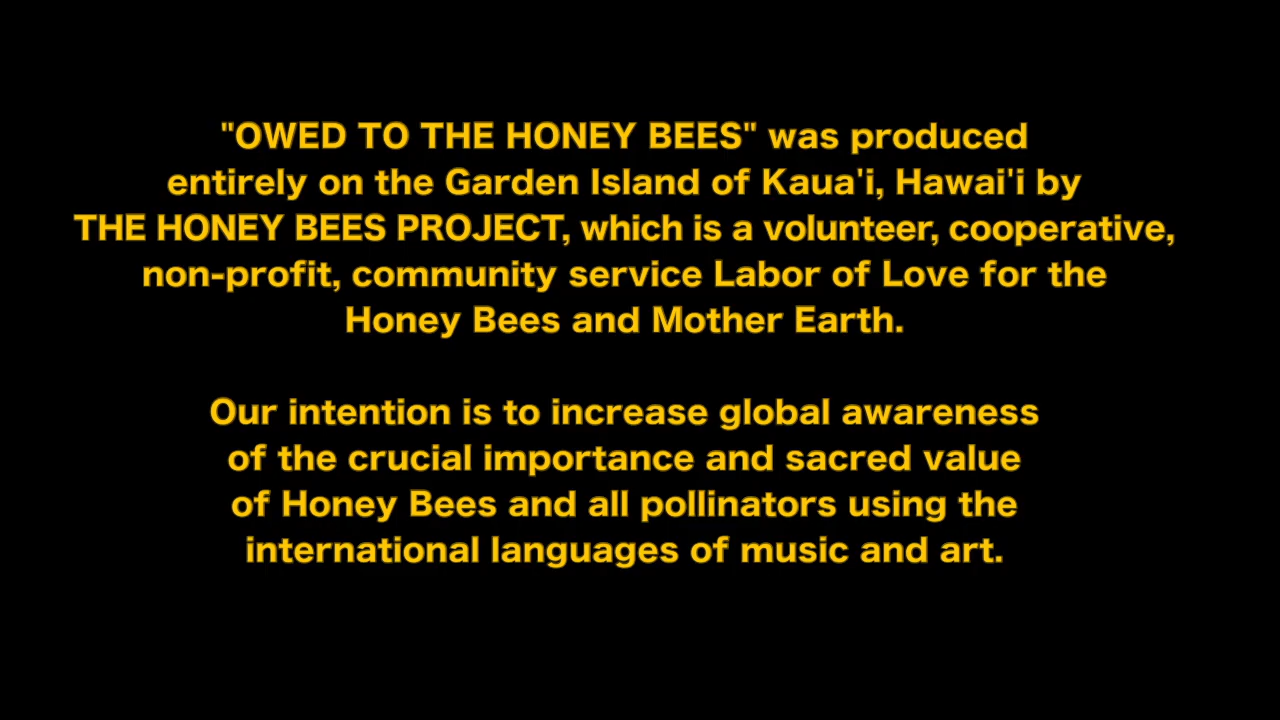 "OWED TO THE HONEY BEES" was produced
entirely on the Garden Island of Kaua'i, Hawai'i by
THE HONEY BEES PROJECT, which is a volunteer, cooperative,
non-profit, community service Labor of Love for the
Honey Bees and Mother Earth.
Our intention is to increase global awareness
of the crucial importance and sacred value
of Honey Bees and all pollinators using the
international languages of music and art.